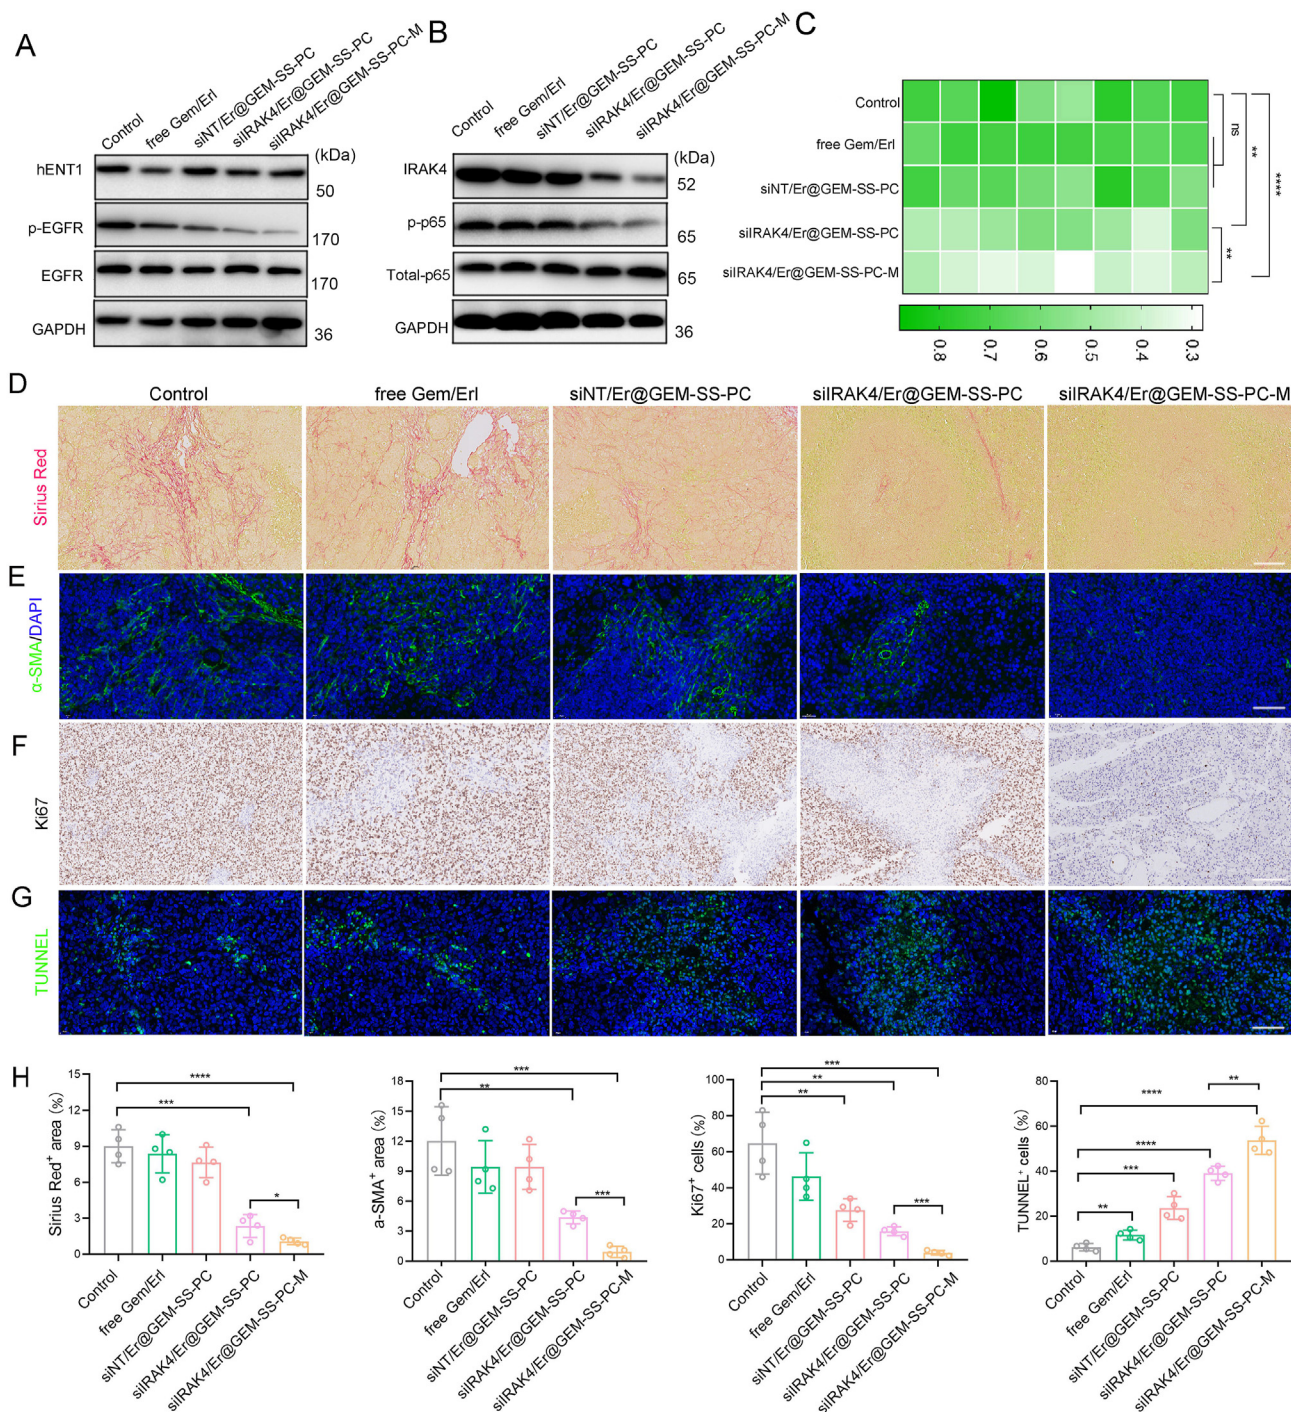 A
Control
free Gem/Erl
siNT/Er@GEM-SS-PC
siIRAK4/Er@GEM-SS-PC
siIRAK4/Er@GEM-SS-PC-M
(kDa)
hENT1
50
p-EGFR
170
EGFR
170
GAPDH
36
B
Control
free Gem/Erl
siNT/Er@GEM-SS-PC
siIRAK4/Er@GEM-SS-PC
siIRAK4/Er@GEM-SS-PC-M
(kDa)
IRAK4
52
p-p65
65
Total-p65
65
GAPDH
36
C
Control
free Gem/Erl
siNT/Er@GEM-SS-PC
siIRAK4/Er@GEM-SS-PC
siIRAK4/Er@GEM-SS-PC-M
ns
**
**
****
0.8 0.7 0.6 0.5 0.4 0.3
D
Control free Gem/Erl siNT/Er@GEM-SS-PC siIRAK4/Er@GEM-SS-PC siIRAK4/Er@GEM-SS-PC-M
Sirius Red
E
α-SMA/DAPI
F
Ki67
G
TUNNEL
H
Sirius Red+ area (%)
15
12
9
6
3
0
****
***
*
Control
free Gem/Erl
siNT/Er@GEM-SS-PC
siIRAK4/Er@GEM-SS-PC
siIRAK4/Er@GEM-SS-PC-M
a-SMA+ area (%)
18
15
12
9
6
3
0
***
**
***
Control
free Gem/Erl
siNT/Er@GEM-SS-PC
siIRAK4/Er@GEM-SS-PC
siIRAK4/Er@GEM-SS-PC-M
Ki67+ cells (%)
100
80
60
40
20
0
***
**
**
***
Control
free Gem/Erl
siNT/Er@GEM-SS-PC
siIRAK4/Er@GEM-SS-PC
siIRAK4/Er@GEM-SS-PC-M
TUNNEL+ cells (%)
80
60
40
20
0
**
****
****
***
**
Control
free Gem/Erl
siNT/Er@GEM-SS-PC
siIRAK4/Er@GEM-SS-PC
siIRAK4/Er@GEM-SS-PC-M